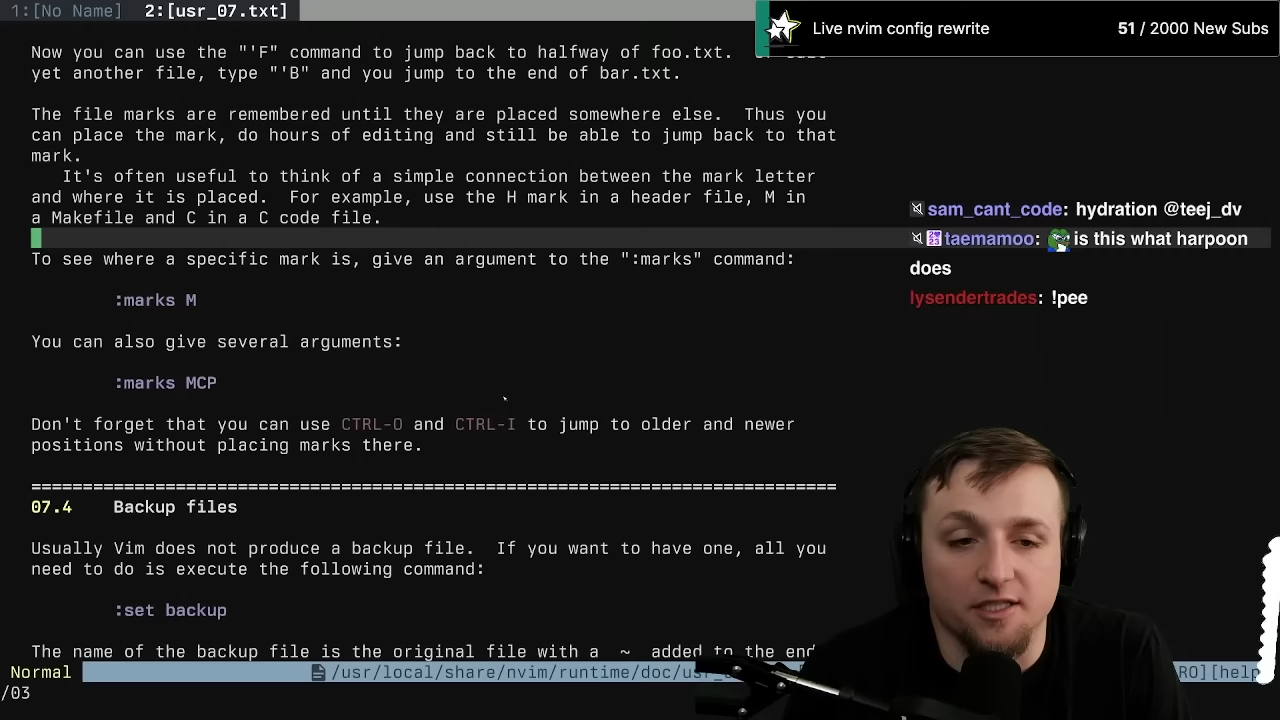 1:[No Name]  2:[usr_07.txt]
Live nvim config rewrite
51 / 2000 New Subs
Now you can use the "'F" command to jump back to halfway of foo.txt.
yet another file, type "'B" and you jump to the end of bar.txt.
The file marks are remembered until they are placed somewhere else.  Thus you
can place the mark, do hours of editing and still be able to jump back to that
mark.
   It's often useful to think of a simple connection between the mark letter
and where it is placed.  For example, use the H mark in a header file, M in
a Makefile and C in a C code file.
To see where a specific mark is, give an argument to the ":marks" command:
:marks M
You can also give several arguments:
:marks MCP
Don't forget that you can use CTRL-O and CTRL-I to jump to older and newer
positions without placing marks there.
==============================================================================
07.4    Backup files
Usually Vim does not produce a backup file.  If you want to have one, all you
need to do is execute the following command:
:set backup
The name of the backup file is the original file with a  ~  added to the end
Normal
/usr/local/share/nvim/runtime/doc/usr_
RO][help
/03
sam_cant_code: hydration @teej_dv
taemamoo: is this what harpoon
does
lysendertrades: !pee